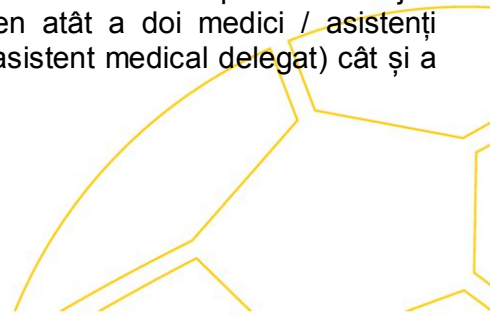 en atât a doi medici / asistenți
asistent medical delegat) cât și a